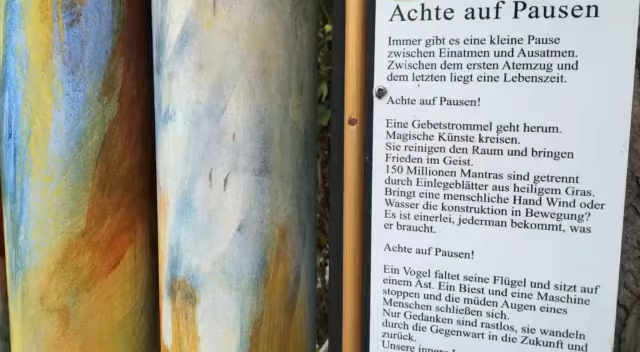 Achte auf Pausen
Immer gibt es eine kleine Pause
zwischen Einatmen und Ausatmen.
Zwischen dem ersten Atemzug und
dem letzten liegt eine Lebenszeit.
Achte auf Pausen!
Eine Gebetstrommel geht herum.
Magische Künste kreisen.
Sie reinigen den Raum und bringen
Frieden im Geist.
150 Millionen Mantras sind getrennt
durch Einlegeblätter aus heiligem Gras.
Bringt eine menschliche Hand Wind oder
Wasser die konstruktion in Bewegung?
Es ist einerlei, jederman bekommt, was
er braucht.
Achte auf Pausen!
Ein Vogel faltet seine Flügel und sitzt auf
einem Ast. Ein Biest und eine Maschine
stoppen und die müden Augen eines
Menschen schließen sich.
Nur Gedanken sind rastlos, sie wandeln
durch die Gegenwart in die Zukunft und
zurück.
Unsere